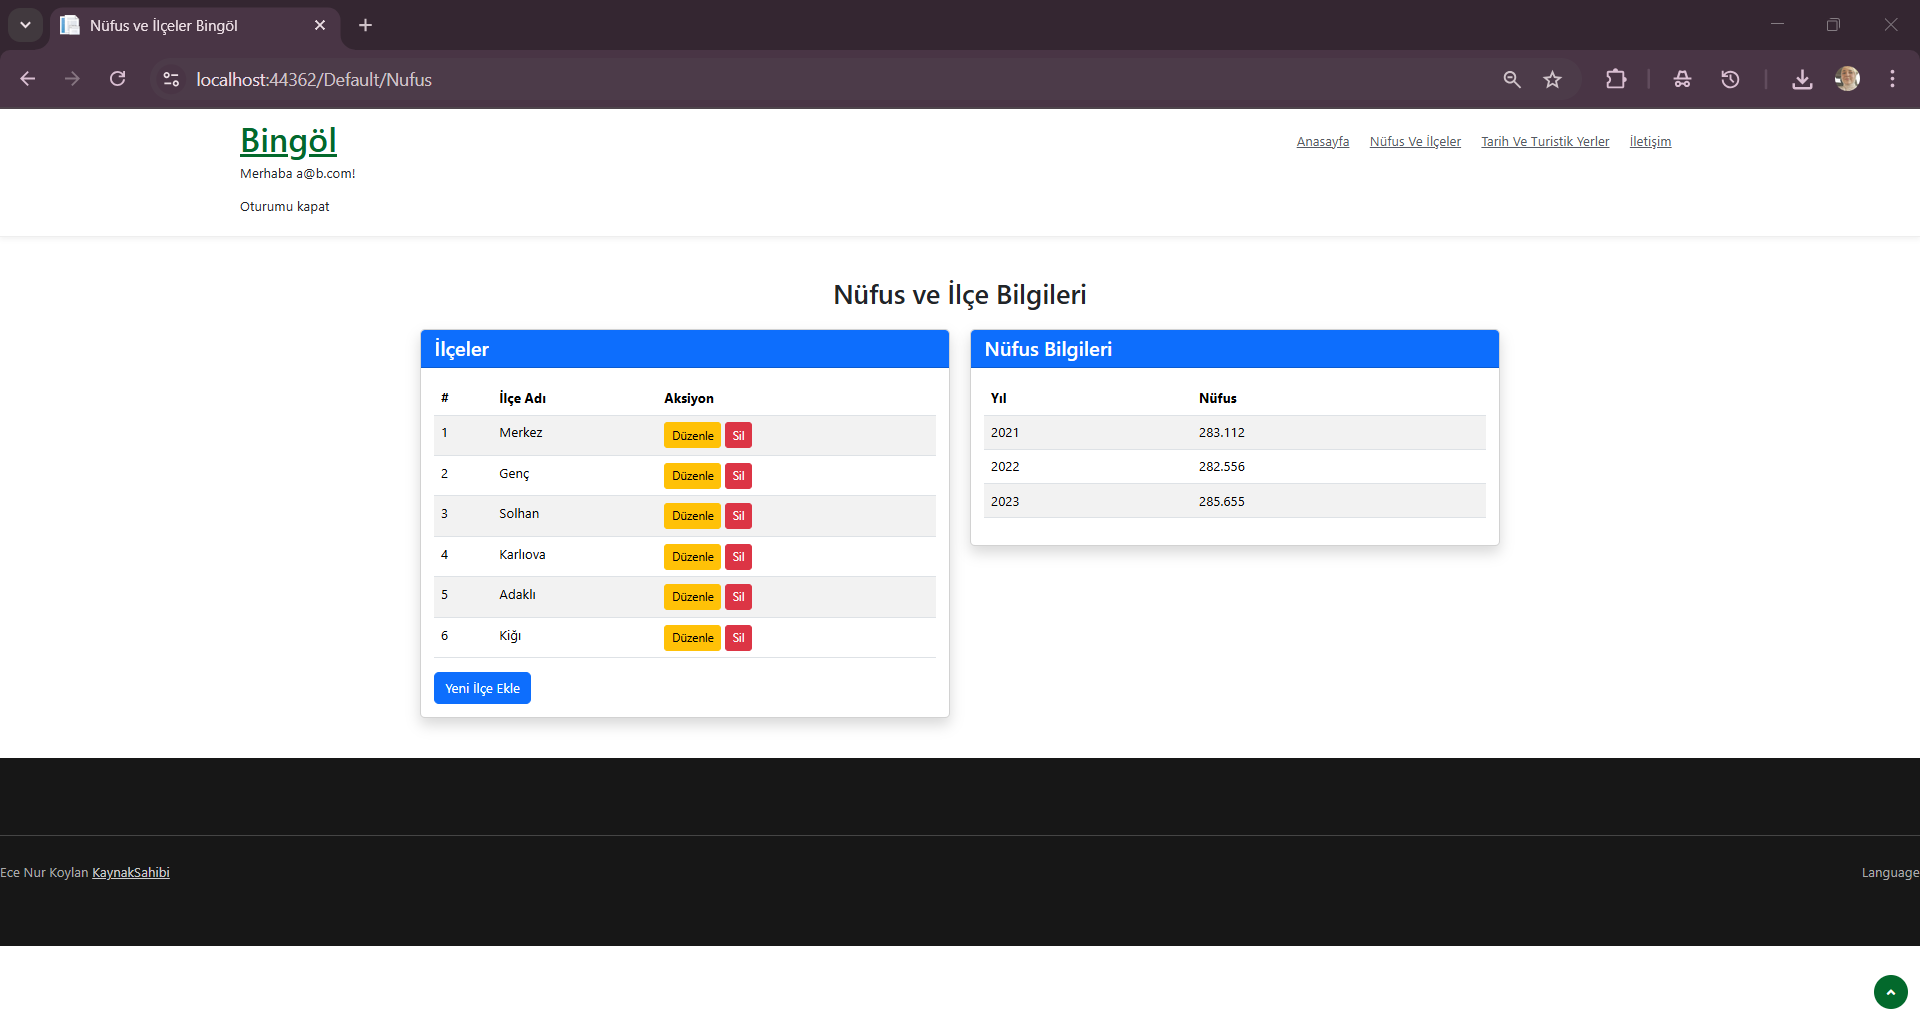 Nüfus ve İlçeler Bingöl
localhost:44362/Default/Nufus
Bingöl
Anasayfa Nüfus Ve İlçeler Tarih Ve Turistik Yerler İletişim
Merhaba a@b.com!
Oturumu kapat
Nüfus ve İlçe Bilgileri
İlçeler
# İlçe Adı Aksiyon
1 Merkez Düzenle Sil
2 Genç Düzenle Sil
3 Solhan Düzenle Sil
4 Karlıova Düzenle Sil
5 Adaklı Düzenle Sil
6 Kiğı Düzenle Sil
Yeni İlçe Ekle
Nüfus Bilgileri
Yıl Nüfus
2021 283.112
2022 282.556
2023 285.655
Ece Nur Koylan KaynakSahibi
Language